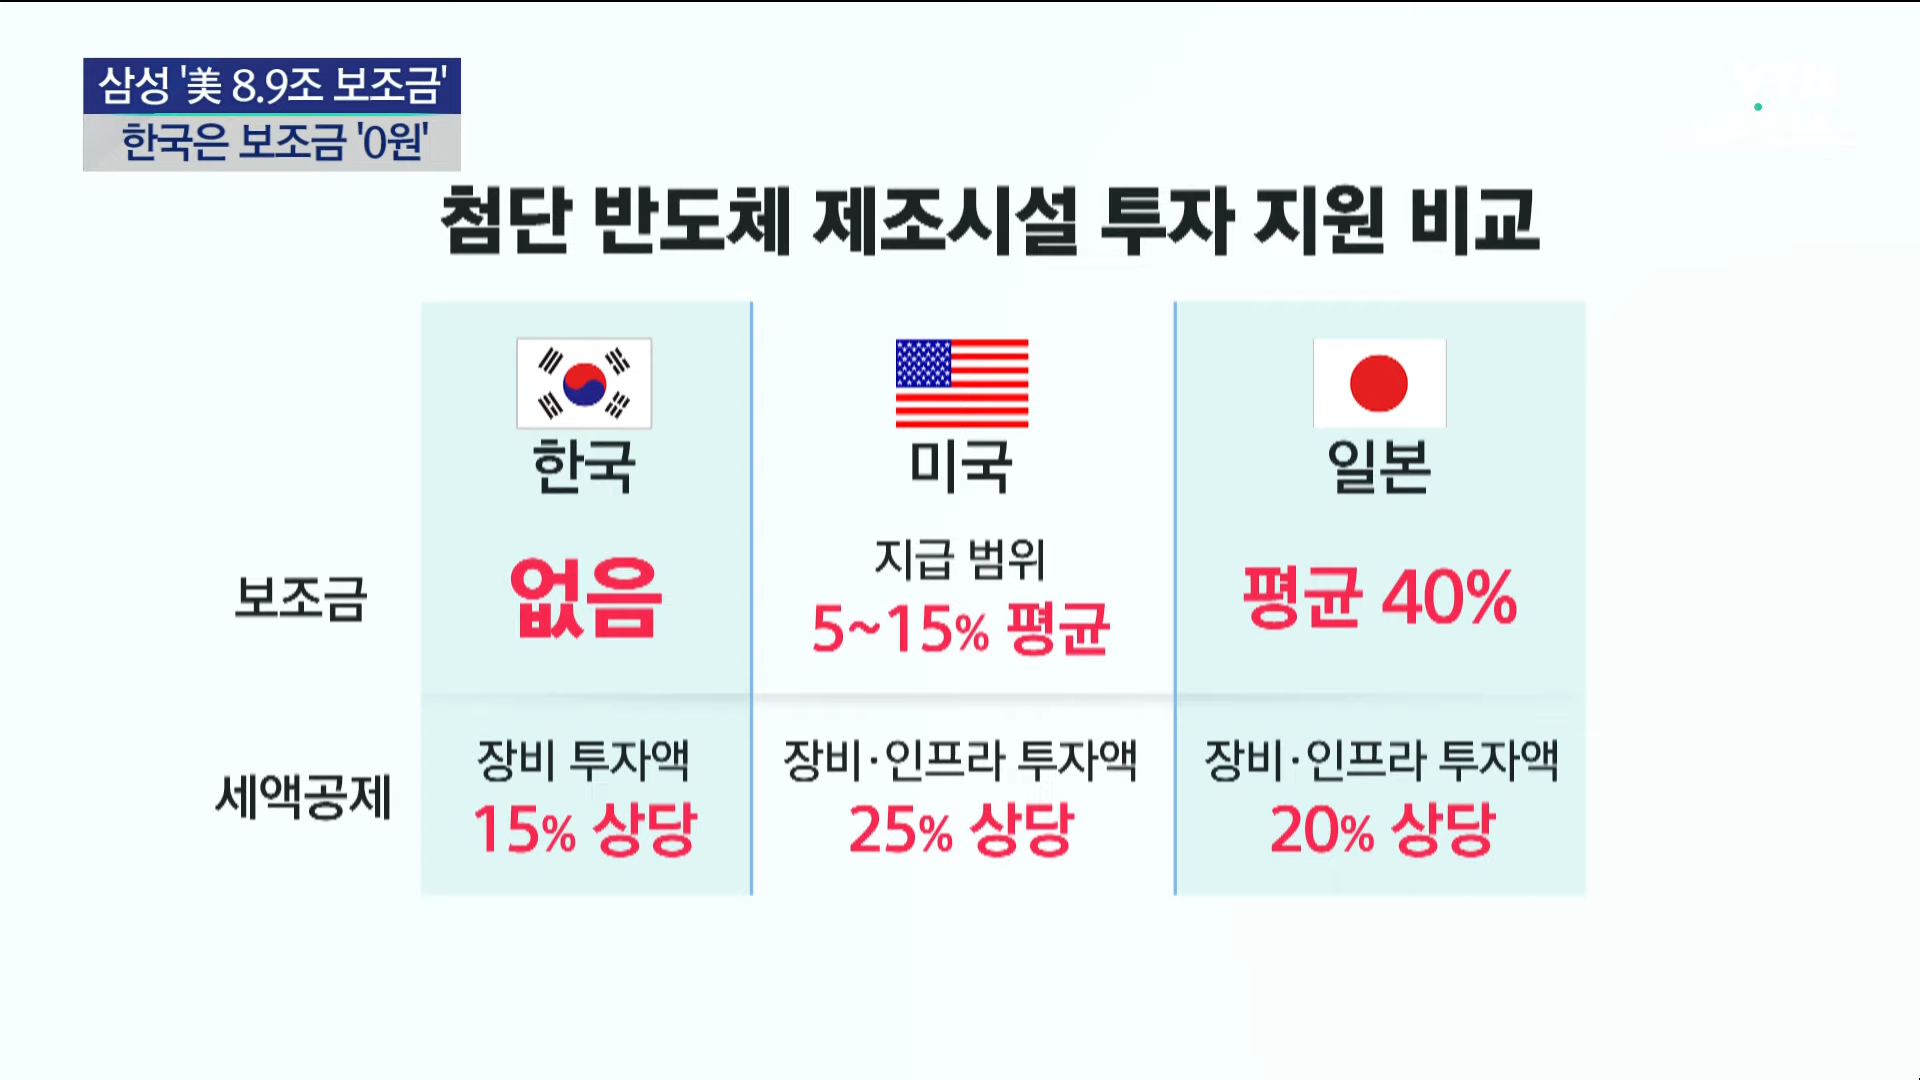 삼성 '美 8.9조 보조금'
한국은 보조금 '0원'
YTN
첨단 반도체 제조시설 투자 지원 비교
한국
미국
일본
보조금
없음
지급 범위
5~15% 평균
평균 40%
세액공제
장비 투자액
15% 상당
장비·인프라 투자액
25% 상당
장비·인프라 투자액
20% 상당